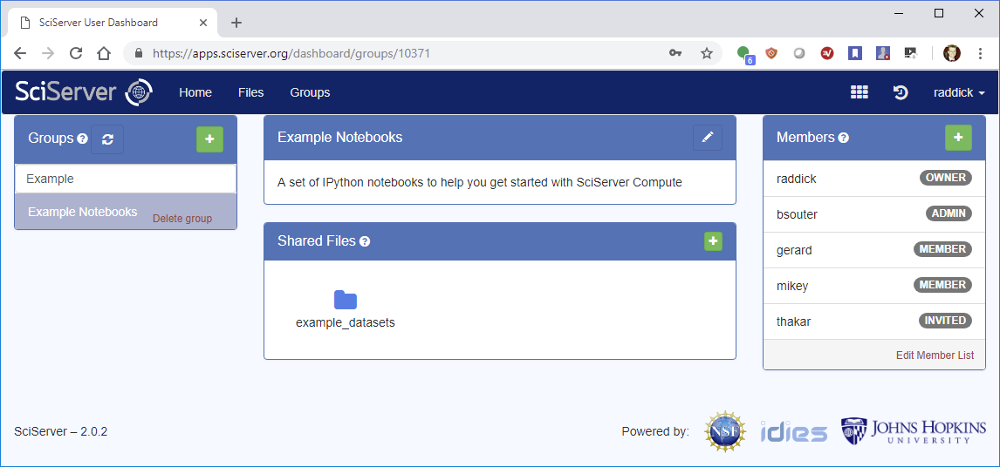 SciServer User Dashboard
https://apps.sciserver.org/dashboard/groups/10371
6
SciServer
Home
Files
Groups
raddick
Groups
Example
Example Notebooks
Delete group
Example Notebooks
A set of IPython notebooks to help you get started with SciServer Compute
Shared Files
example_datasets
Members
raddick OWNER
bsouter ADMIN
gerard MEMBER
mikey MEMBER
thakar INVITED
Edit Member List
SciServer – 2.0.2
Powered by:
NSF
idies
JOHNS HOPKINS
UNIVERSITY